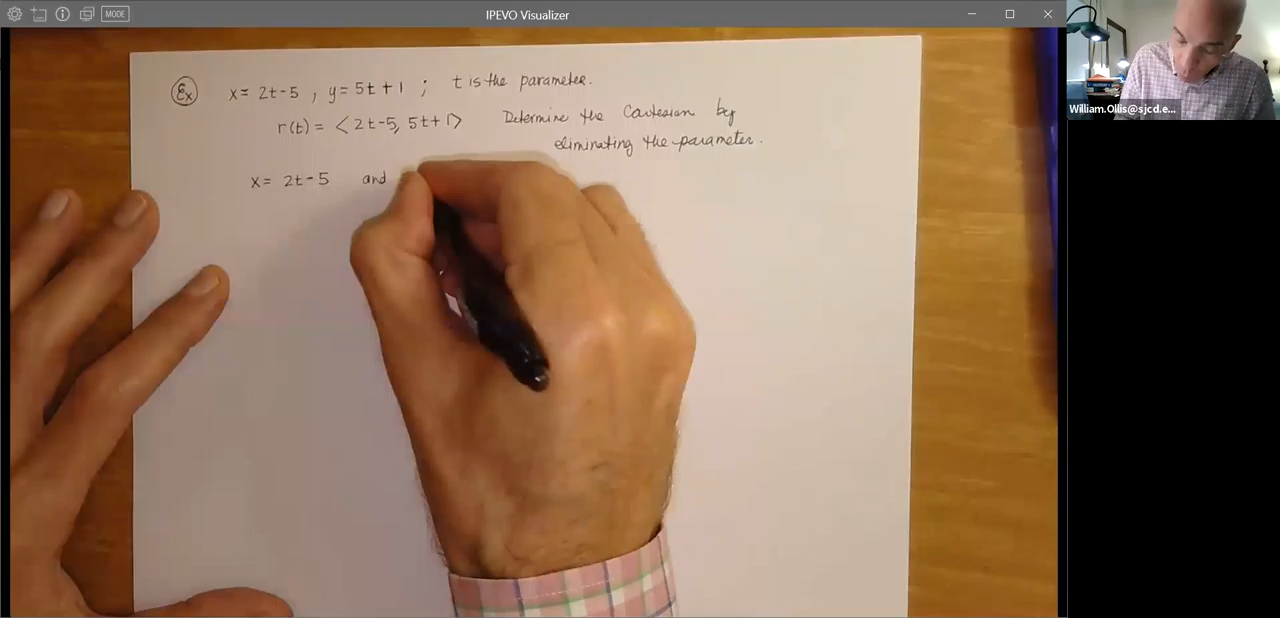 MODE
IPEVO Visualizer
Ex x = 2t-5 , y = 5t+1 ; t is the parameter.
r(t) = <2t-5, 5t+1> Determine the Cartesian by
eliminating the parameter.
x = 2t-5 and
William.Ollis@sjcd.e...